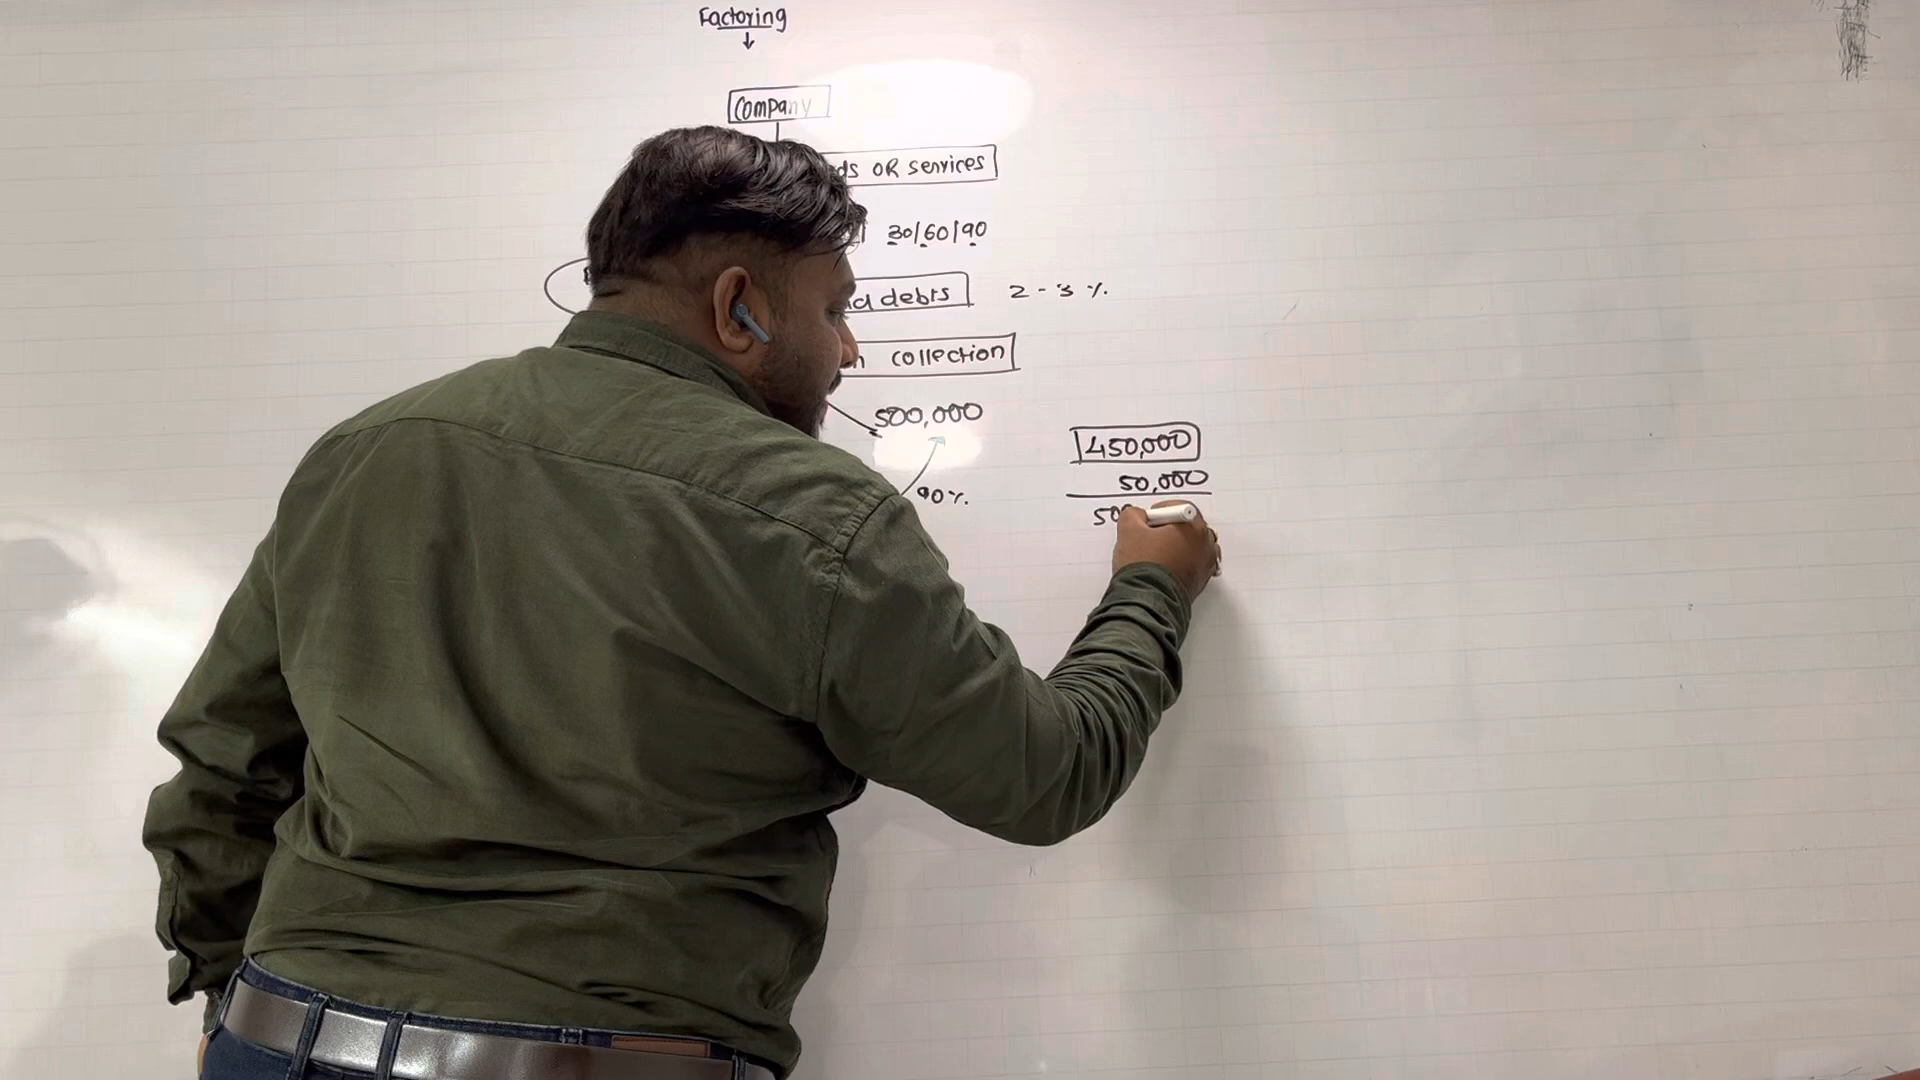 Factoring
Company
ds OR services
30/60/90
debts 2-3 %
collection
500,000
450,000
50,000
90%